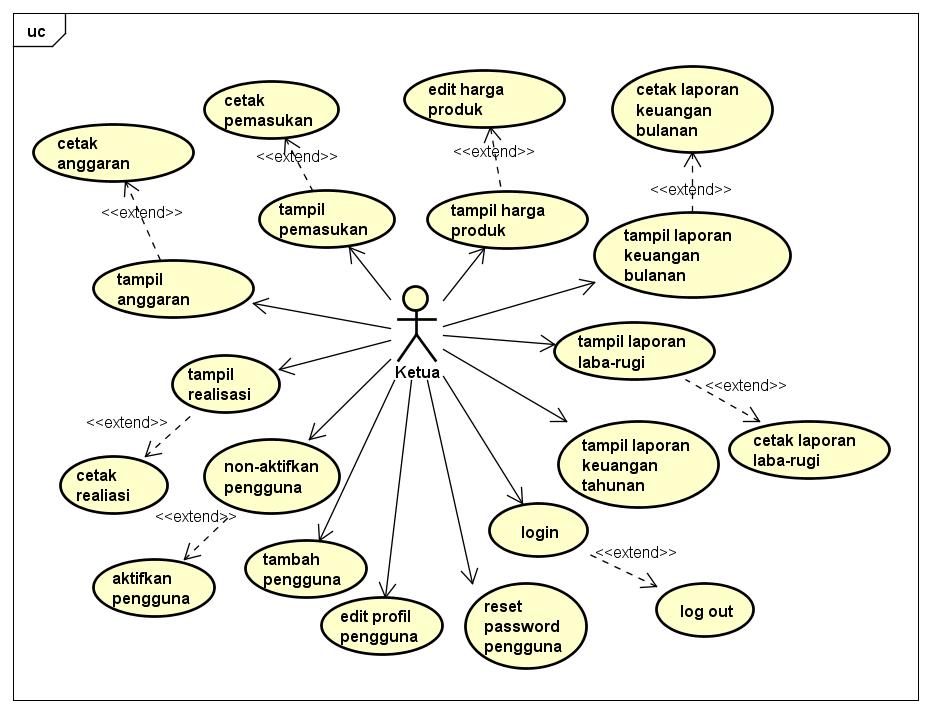 uc
cetak
anggaran
<<extend>>
tampil
anggaran
cetak
pemasukan
<<extend>>
tampil
pemasukan
edit harga
produk
<<extend>>
tampil harga
produk
cetak laporan
keuangan
bulanan
<<extend>>
tampil laporan
keuangan
bulanan
Ketua
tampil laporan
laba-rugi
<<extend>>
cetak laporan
laba-rugi
tampil
realisasi
<<extend>>
cetak
realiasi
non-aktifkan
pengguna
<<extend>>
aktifkan
pengguna
tambah
pengguna
edit profil
pengguna
reset
password
pengguna
login
<<extend>>
log out
tampil laporan
keuangan
tahunan